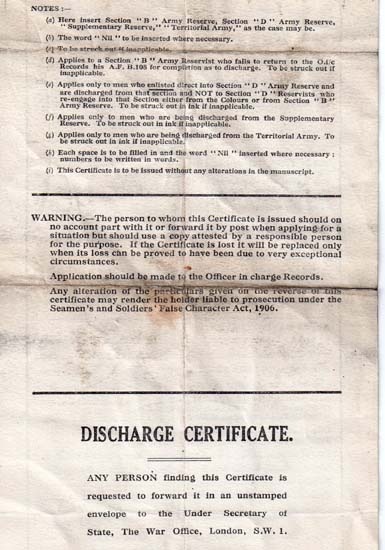 NOTES :—
(a) Here insert Section "B" Army Reserve, Section "D" Army Reserve,
"Supplementary Reserve," "Territorial Army," as the case may be.
(b) The word "Nil" to be inserted where necessary.
(c) To be struck out if inapplicable.
(d) Applies to a Section "B" Army Reservist who fails to return to the O.i/c
Records his A.F. B.108 for completion as to discharge. To be struck out if
inapplicable.
(e) Applies only to men who enlisted direct into Section "D" Army Reserve and
are discharged from that section and NOT to Section "D" Reservists who
re-engage into that Section either from the Colours or from Section "B"
Army Reserve. To be struck out in ink if inapplicable.
(f) Applies only to men who are being discharged from the Supplementary
Reserve. To be struck out in ink if inapplicable.
(g) Applies only to men who are being discharged from the Territorial Army. To
be struck out in ink if inapplicable.
(h) Each space is to be filled in and the word "Nil" inserted where necessary ;
numbers to be written in words.
(i) This Certificate is to be issued without any alterations in the manuscript.
WARNING.—The person to whom this Certificate is issued should on
no account part with it or forward it by post when applying for a
situation but should use a copy attested by a responsible person
for the purpose. If the Certificate is lost it will be replaced only
when its loss can be proved to have been due to very exceptional
circumstances.
Application should be made to the Officer in charge Records.
Any alteration of the particulars given on the reverse of this
certificate may render the holder liable to prosecution under the
Seamen's and Soldiers' False Character Act, 1906.
DISCHARGE CERTIFICATE.
ANY PERSON finding this Certificate is
requested to forward it in an unstamped
envelope to the Under Secretary of
State, The War Office, London, S.W. 1.